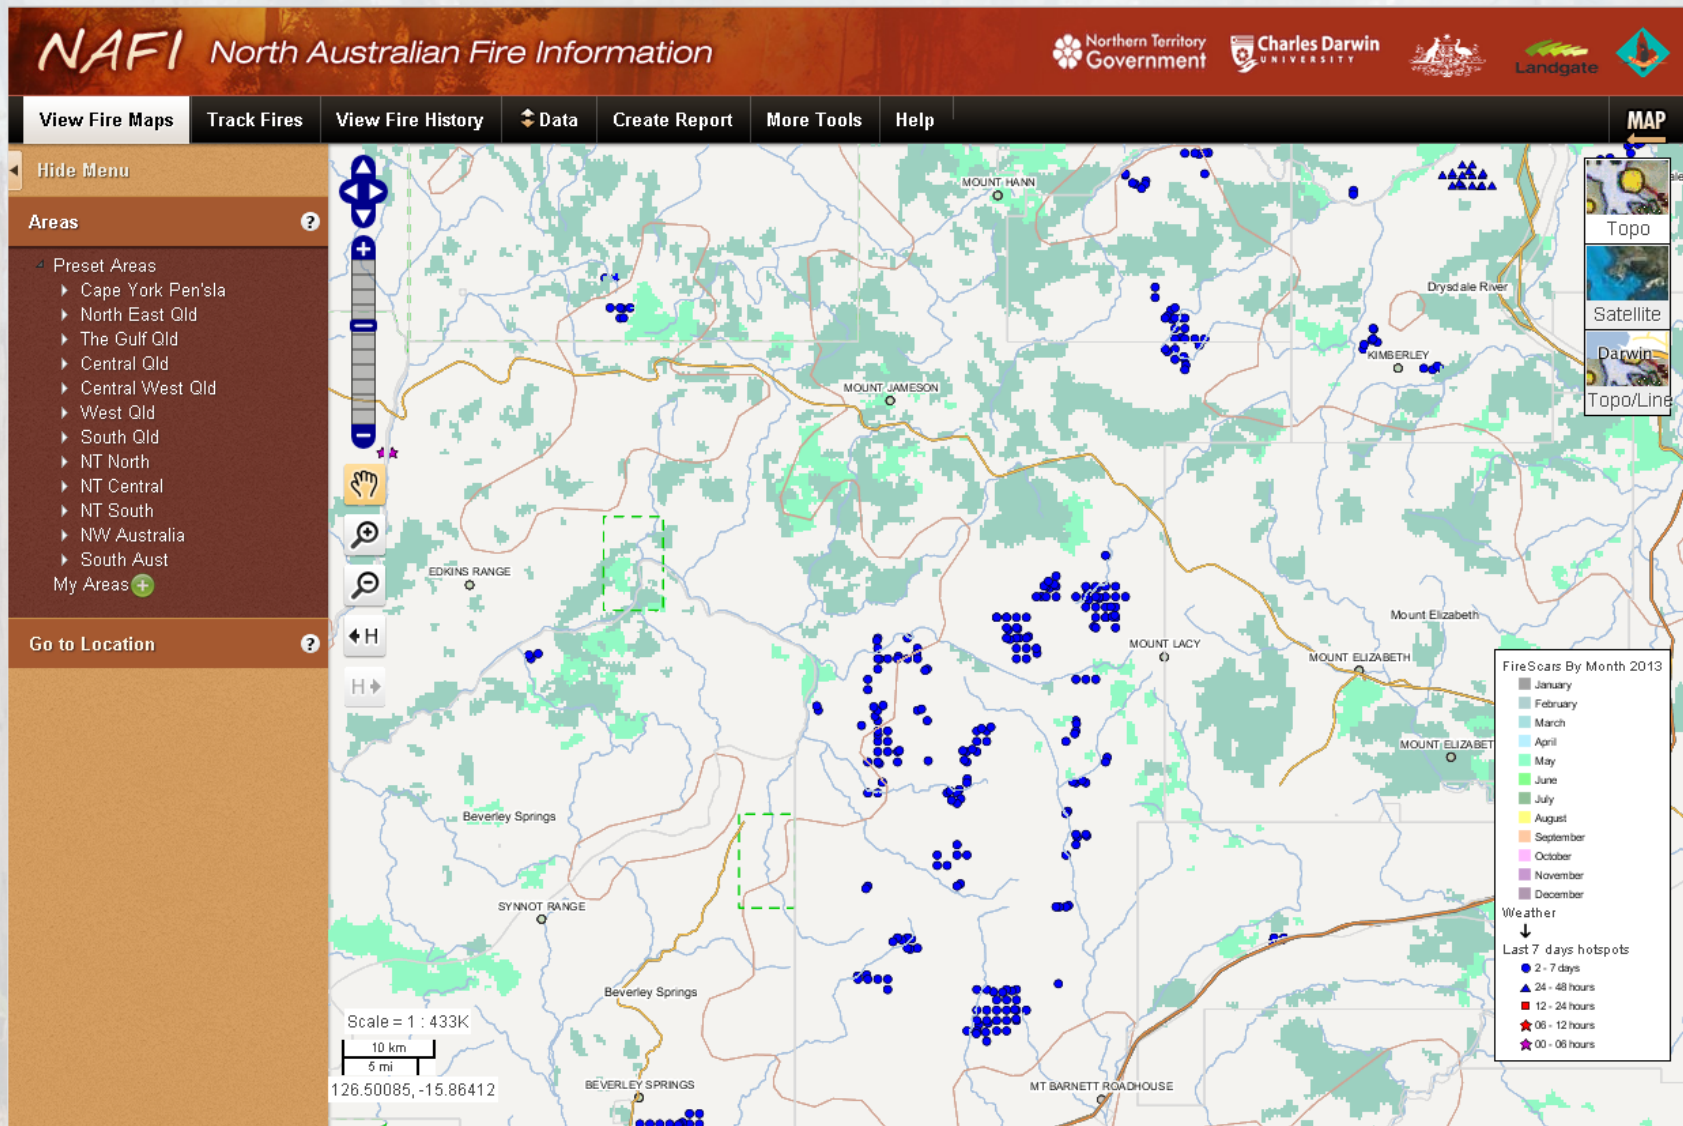 NAFI North Australian Fire Information
Northern Territory
Government
Charles Darwin
UNIVERSITY
Landgate
View Fire Maps
Track Fires
View Fire History
Data
Create Report
More Tools
Help
MAP
Hide Menu
Areas
?
Preset Areas
Cape York Pen'sla
North East Qld
The Gulf Qld
Central Qld
Central West Qld
West Qld
South Qld
NT North
NT Central
NT South
NW Australia
South Aust
My Areas
Go to Location
?
H
H
MOUNT HANN
Drysdale River
KIMBERLEY
MOUNT JAMESON
EDKINS RANGE
Mount Elizabeth
MOUNT LACY
MOUNT ELIZABETH
MOUNT ELIZABET
Beverley Springs
SYNNOT RANGE
Beverley Springs
BEVERLEY SPRINGS
MT BARNETT ROADHOUSE
Topo
Satellite
Darwin
Topo/Line
FireScars By Month 2013
January
February
March
April
May
June
July
August
September
October
November
December
Weather
Last 7 days hotspots
2 - 7 days
24 - 48 hours
12 - 24 hours
06 - 12 hours
00 - 06 hours
Scale = 1 : 433K
10 km
5 mi
126.50085, -15.86412